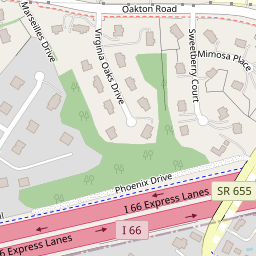 Oakton Road
Marseilles Drive
Virginia Oaks Drive
Sweetberry Court
Mimosa Place
Phoenix Drive
SR 655
I 66 Express Lanes
I 66
66 Express Lanes